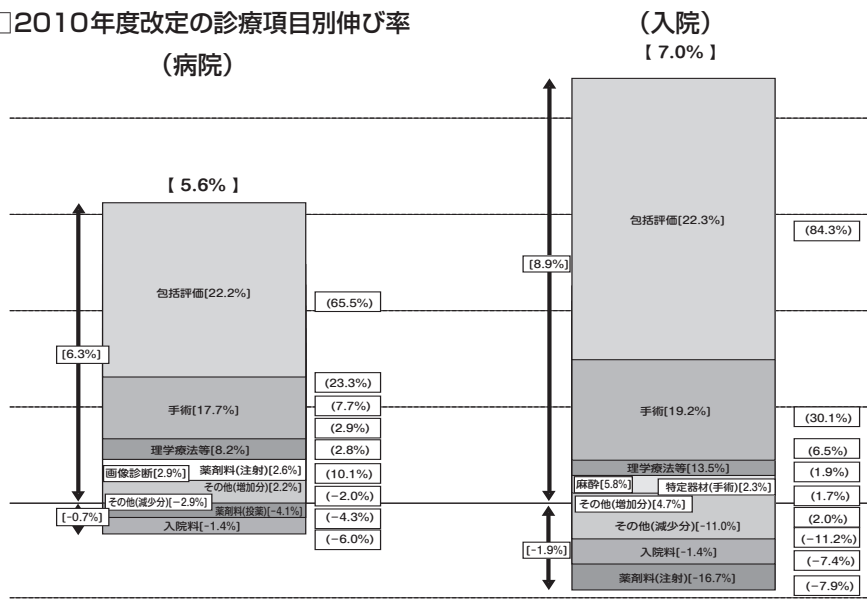 □2010年度改定の診療項目別伸び率
(病院)
【 5.6% 】
[6.3%]
[-0.7%]
包括評価[22.2%]
手術[17.7%]
理学療法等[8.2%]
画像診断[2.9%]
薬剤料(注射)[2.6%]
その他(増加分)[2.2%]
その他(減少分)[-2.9%]
薬剤料(投薬)[-4.1%]
入院料[-1.4%]
(65.5%)
(23.3%)
(7.7%)
(2.9%)
(2.8%)
(10.1%)
(-2.0%)
(-4.3%)
(-6.0%)
(入院)
【 7.0% 】
[8.9%]
[-1.9%]
包括評価[22.3%]
手術[19.2%]
理学療法等[13.5%]
麻酔[5.8%]
特定器材(手術)[2.3%]
その他(増加分)[4.7%]
その他(減少分)[-11.0%]
入院料[-1.4%]
薬剤料(注射)[-16.7%]
(84.3%)
(30.1%)
(6.5%)
(1.9%)
(1.7%)
(2.0%)
(-11.2%)
(-7.4%)
(-7.9%)